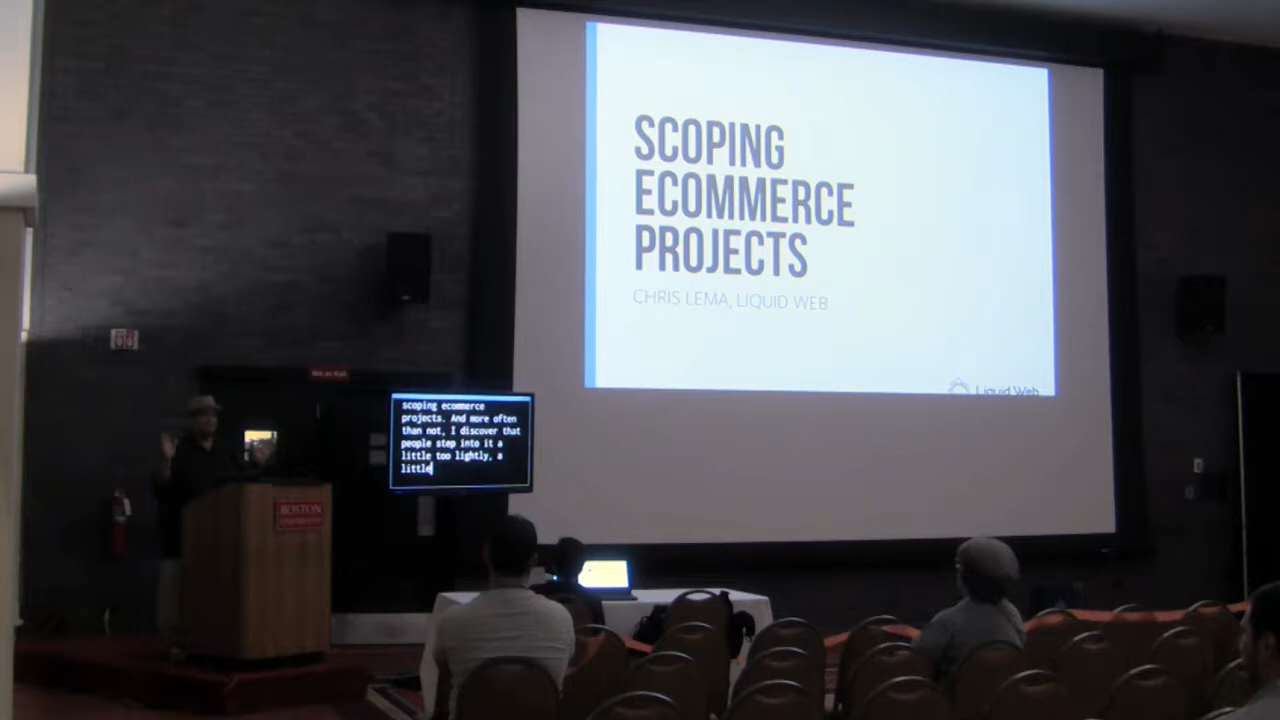 SCOPING
ECOMMERCE
PROJECTS
CHRIS LEMA, LIQUID WEB
Liquid Web
scoping ecommerce
projects. And more often
than not, I discover that
people step into it a
little too lightly, a
little
BOSTON
UNIVERSITY